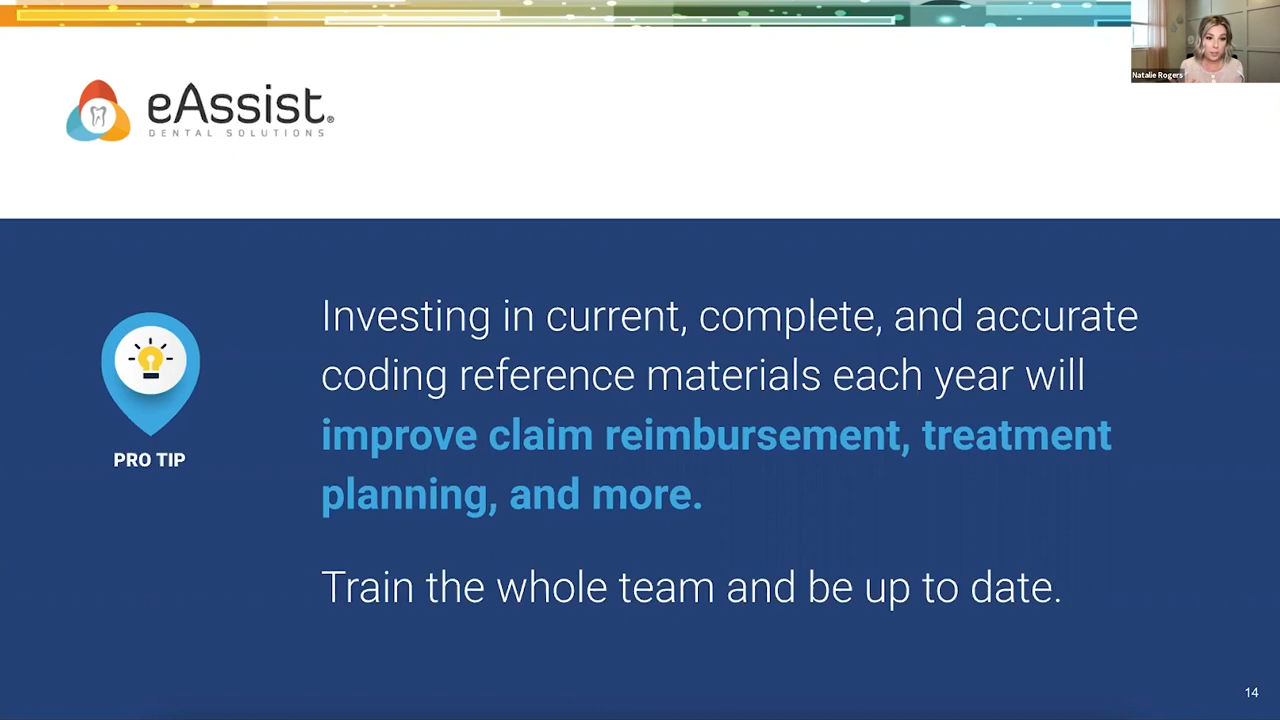 Natalie Rogers
eAssist®
DENTAL SOLUTIONS
Investing in current, complete, and accurate
coding reference materials each year will
improve claim reimbursement, treatment
planning, and more.
PRO TIP
Train the whole team and be up to date.
14